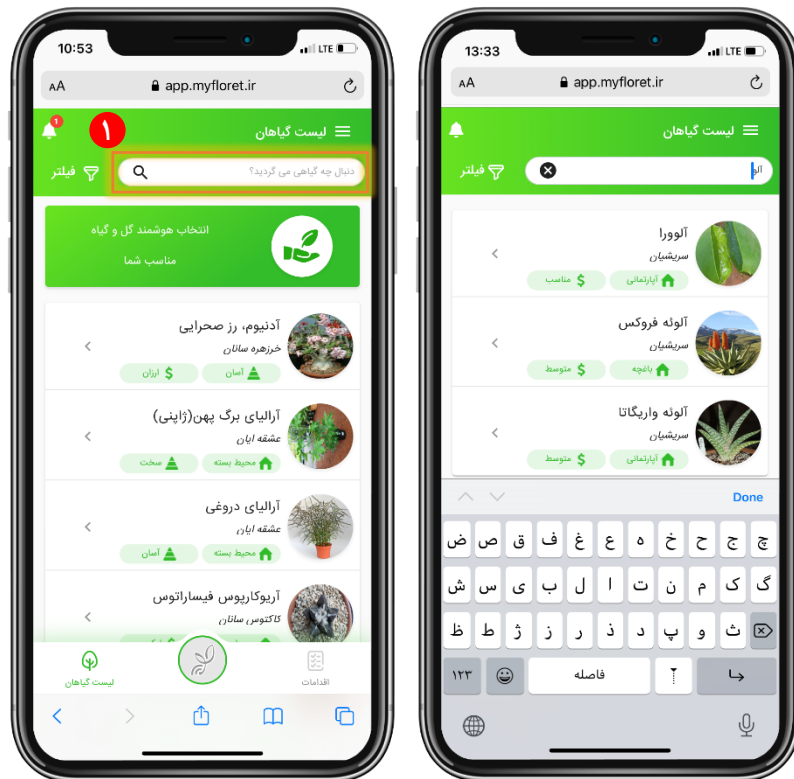 10:53
LTE
AA
app.myfloret.ir
لیست گیاهان
1
۱
دنبال چه گیاهی می گردید؟
فیلتر
انتخاب هوشمند گل و گیاه
مناسب شما
آدنیوم، رز صحرایی
خرزهره سانان
آسان
$ ارزان
آرالیای برگ پهن(ژاپنی)
عشقه ایان
محیط بسته
سخت
آرالیای دروغی
عشقه ایان
محیط بسته
آسان
آریوکارپوس فیساراتوس
کاکتوس سانان
لیست گیاهان
اقدامات
13:33
LTE
AA
app.myfloret.ir
لیست گیاهان
آلو
فیلتر
آلوورا
سریشیان
آپارتمانی
$ مناسب
آلوئه فروکس
سریشیان
باغچه
$ متوسط
آلوئه واریگاتا
سریشیان
آپارتمانی
$ متوسط
Done
ض ص ق ف غ ع ه خ ح ج چ
ش س ی ب ل ا ت ن م ک گ
ظ ط ژ ز ر ذ د پ و ث
۱۲۳
فاصله